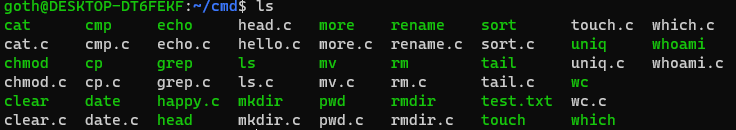 goth@DESKTOP-DT6FEKF:~/cmd$ ls
cat cmp echo head.c more rename sort touch.c which.c
cat.c cmp.c echo.c hello.c more.c rename.c sort.c uniq whoami
chmod cp grep ls mv rm tail uniq.c whoami.c
chmod.c cp.c grep.c ls.c mv.c rm.c tail.c wc
clear date happy.c mkdir pwd rmdir test.txt wc.c
clear.c date.c head mkdir.c pwd.c rmdir.c touch which